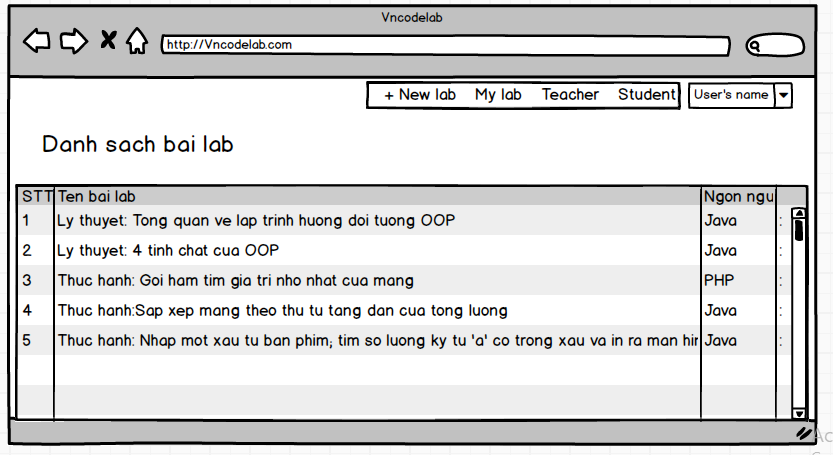 Vncodelab
http://Vncodelab.com
+ New lab My lab Teacher Student User's name
Danh sach bai lab
STT Ten bai lab Ngon ngu
1 Ly thuyet: Tong quan ve lap trinh huong doi tuong OOP Java :
2 Ly thuyet: 4 tinh chat cua OOP Java :
3 Thuc hanh: Goi ham tim gia tri nho nhat cua mang PHP :
4 Thuc hanh:Sap xep mang theo thu tu tang dan cua tong luong Java :
5 Thuc hanh: Nhap mot xau tu ban phim; tim so luong ky tu 'a' co trong xau va in ra man hir Java :
Ac